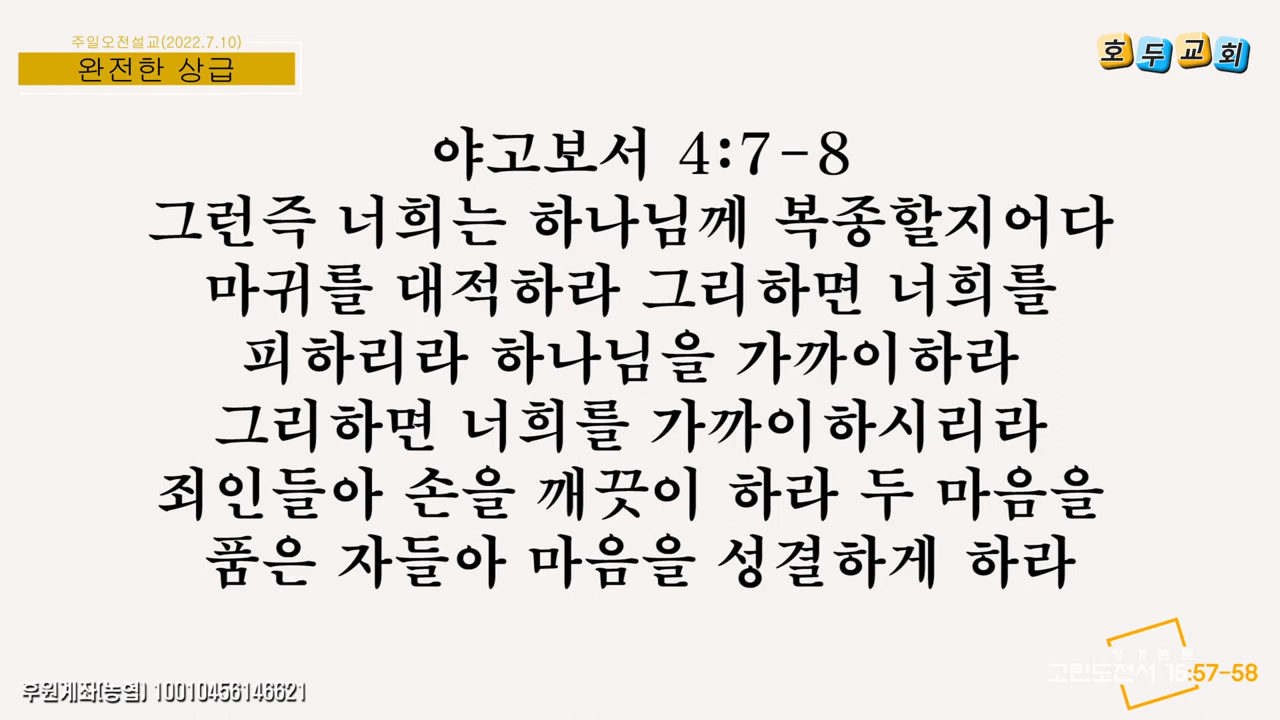 주일오전설교(2022.7.10)
완전한 상급
호두교회
야고보서 4:7-8
그런즉 너희는 하나님께 복종할지어다
마귀를 대적하라 그리하면 너희를
피하리라 하나님을 가까이하라
그리하면 너희를 가까이하시리라
죄인들아 손을 깨끗이 하라 두 마음을
품은 자들아 마음을 성결하게 하라
성경본문
고린도전서 15:57-58
후원계좌(농협) 10010456146621